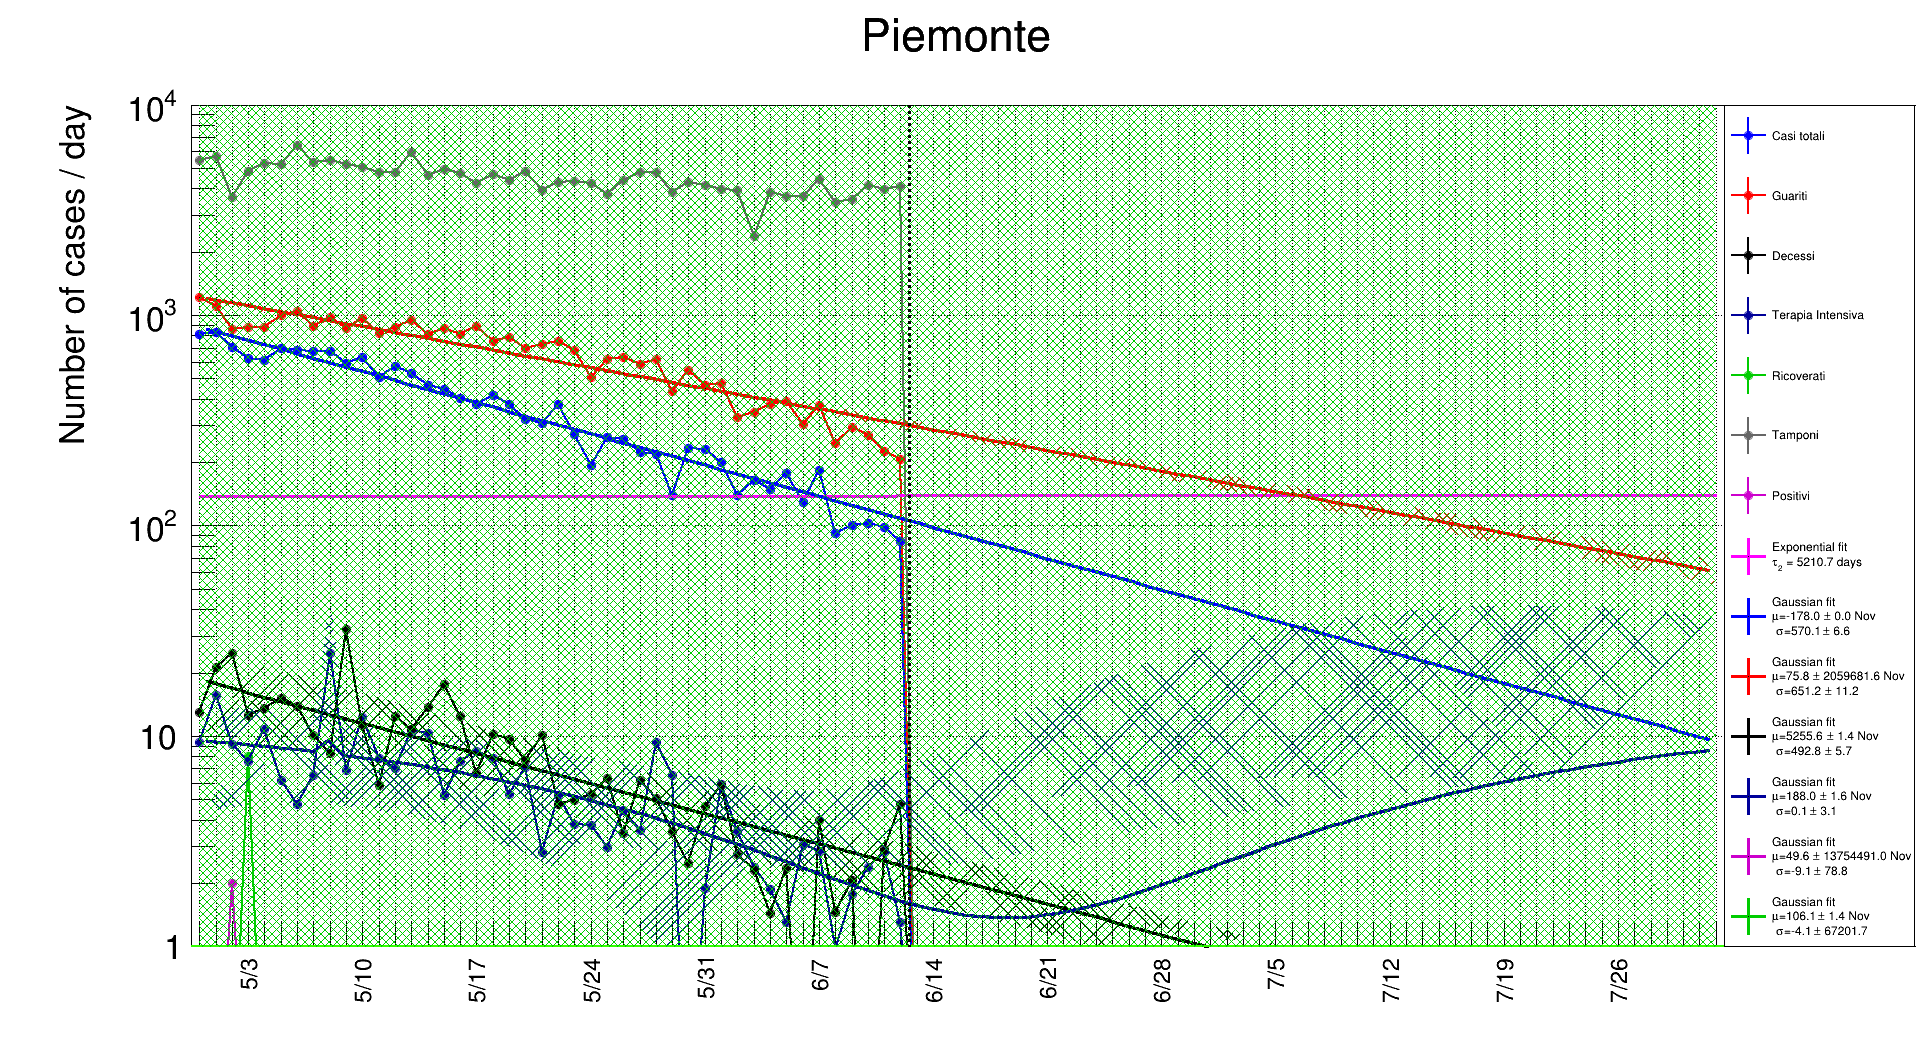 Piemonte
Number of cases / day
10^4
10^3
10^2
10
1
5/3
5/10
5/17
5/24
5/31
6/7
6/14
6/21
6/28
7/5
7/12
7/19
7/26
Casi totali
Guariti
Decessi
Terapia Intensiva
Ricoverati
Tamponi
Positivi
Exponential fit
τ₂ = 5210.7 days
Gaussian fit
μ=-178.0 ± 0.0 Nov
σ=570.1 ± 6.6
Gaussian fit
μ=75.8 ± 2059681.6 Nov
σ=651.2 ± 11.2
Gaussian fit
μ=5255.6 ± 1.4 Nov
σ=492.8 ± 5.7
Gaussian fit
μ=188.0 ± 1.6 Nov
σ=0.1 ± 3.1
Gaussian fit
μ=49.6 ± 13754491.0 Nov
σ=-9.1 ± 78.8
Gaussian fit
μ=106.1 ± 1.4 Nov
σ=-4.1 ± 67201.7